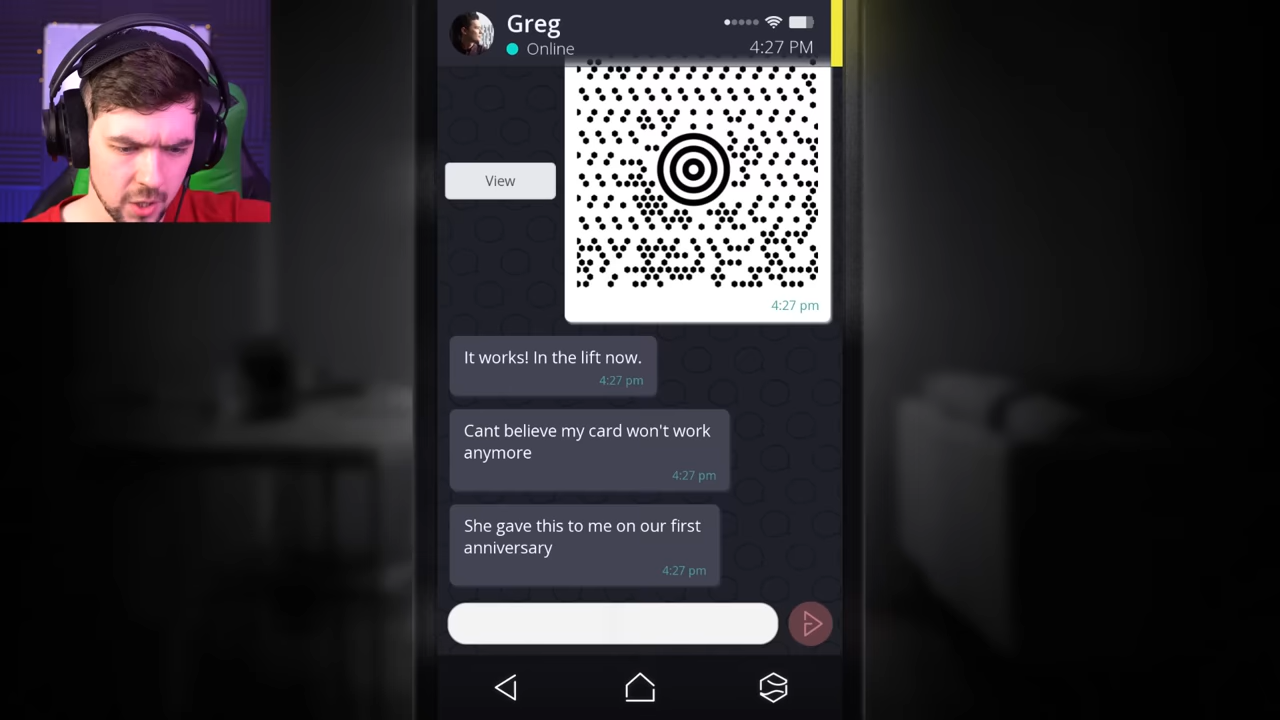 Greg
Online
4:27 PM
View
4:27 pm
It works! In the lift now.
4:27 pm
Cant believe my card won't work
anymore
4:27 pm
She gave this to me on our first
anniversary
4:27 pm